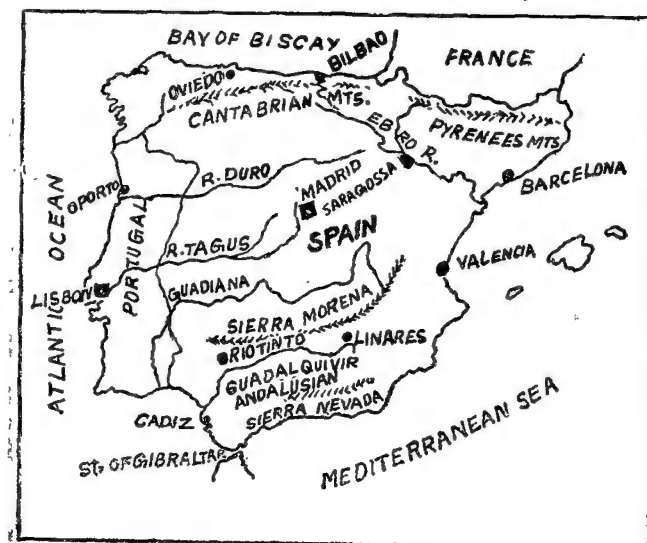 BAY OF BISCAY
BILBAO
FRANCE
OVIEDO
CANTABRIAN MTS.
EBRO R.
PYRENEES MTS.
R. DURO
MADRID
SARAGOSSA
BARCELONA
OPORTO
PORTUGAL
ATLANTIC OCEAN
SPAIN
R. TAGUS
VALENCIA
LISBON
GUADIANA
SIERRA MORENA
RIOTINTO
LINARES
GUADALQUIVIR
ANDALUSIAN
SIERRA NEVADA
CADIZ
St. OF GIBRALTAR
MEDITERRANEAN SEA